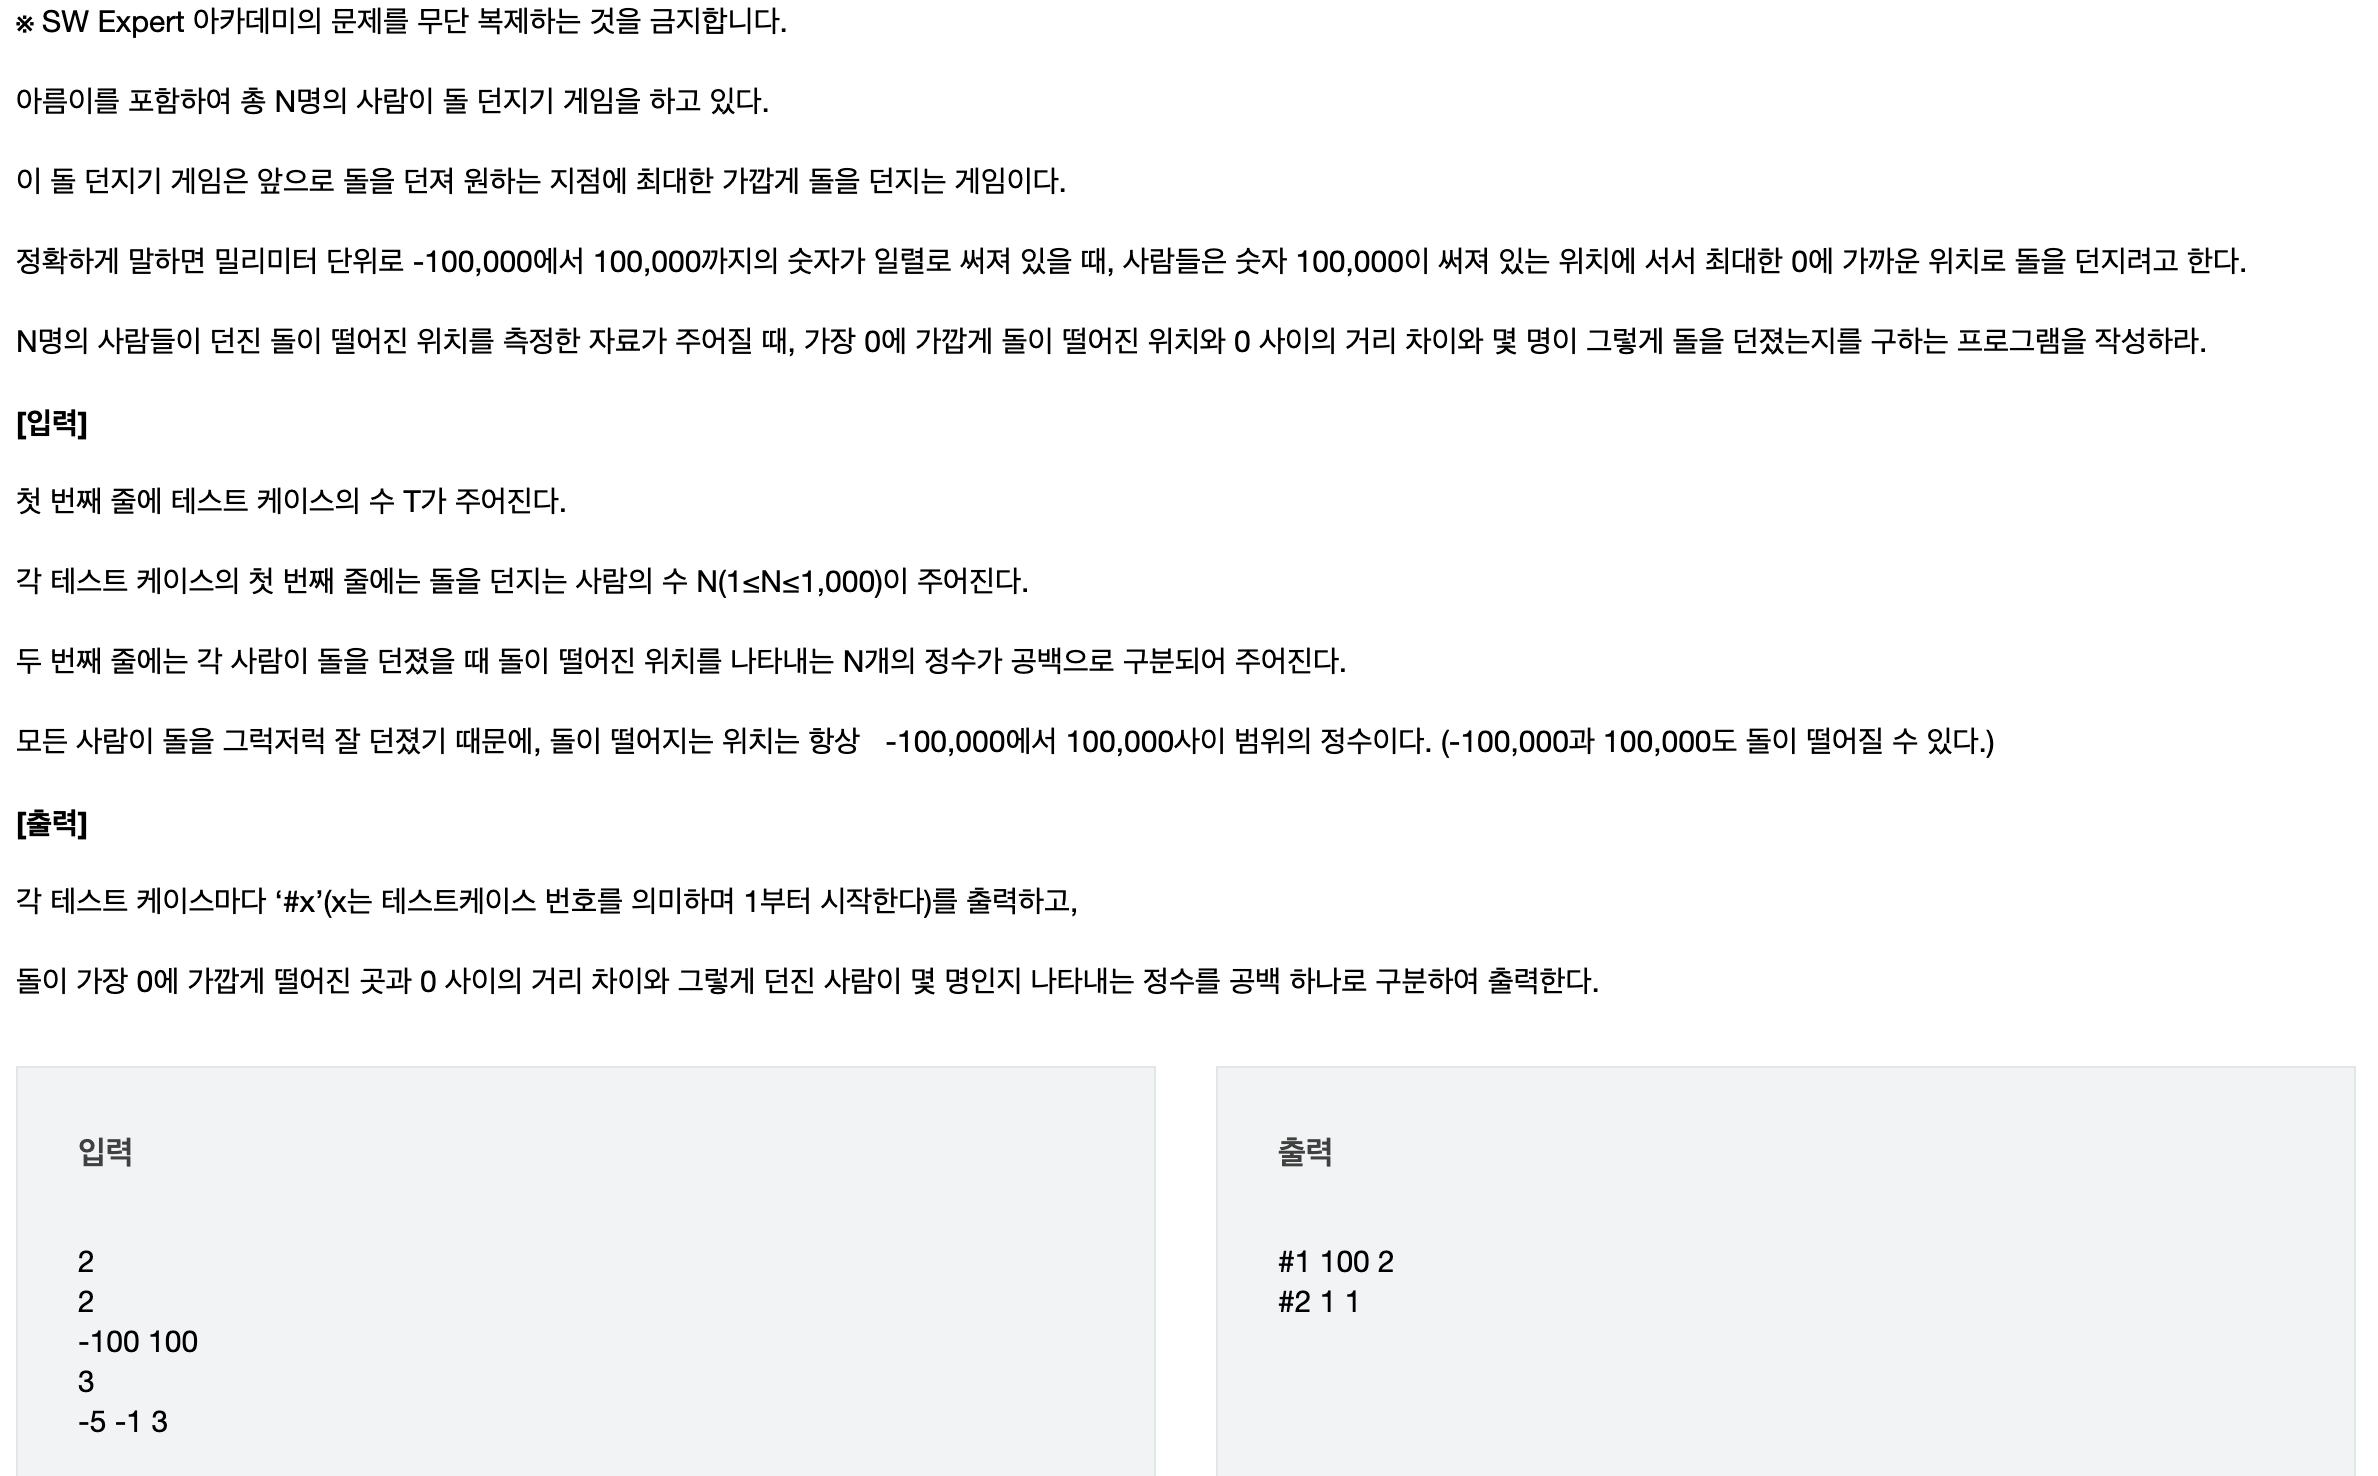 ※ SW Expert 아카데미의 문제를 무단 복제하는 것을 금지합니다.
아름이를 포함하여 총 N명의 사람이 돌 던지기 게임을 하고 있다.
이 돌 던지기 게임은 앞으로 돌을 던져 원하는 지점에 최대한 가깝게 돌을 던지는 게임이다.
정확하게 말하면 밀리미터 단위로 -100,000에서 100,000까지의 숫자가 일렬로 써져 있을 때, 사람들은 숫자 100,000이 써져 있는 위치에 서서 최대한 0에 가까운 위치로 돌을 던지려고 한다.
N명의 사람들이 던진 돌이 떨어진 위치를 측정한 자료가 주어질 때, 가장 0에 가깝게 돌이 떨어진 위치와 0 사이의 거리 차이와 몇 명이 그렇게 돌을 던졌는지를 구하는 프로그램을 작성하라.
[입력]
첫 번째 줄에 테스트 케이스의 수 T가 주어진다.
각 테스트 케이스의 첫 번째 줄에는 돌을 던지는 사람의 수 N(1≤N≤1,000)이 주어진다.
두 번째 줄에는 각 사람이 돌을 던졌을 때 돌이 떨어진 위치를 나타내는 N개의 정수가 공백으로 구분되어 주어진다.
모든 사람이 돌을 그럭저럭 잘 던졌기 때문에, 돌이 떨어지는 위치는 항상 -100,000에서 100,000사이 범위의 정수이다. (-100,000과 100,000도 돌이 떨어질 수 있다.)
[출력]
각 테스트 케이스마다 ‘#x’(x는 테스트케이스 번호를 의미하며 1부터 시작한다)를 출력하고,
돌이 가장 0에 가깝게 떨어진 곳과 0 사이의 거리 차이와 그렇게 던진 사람이 몇 명인지 나타내는 정수를 공백 하나로 구분하여 출력한다.
입력
2
2
-100 100
3
-5 -1 3
출력
#1 100 2
#2 1 1